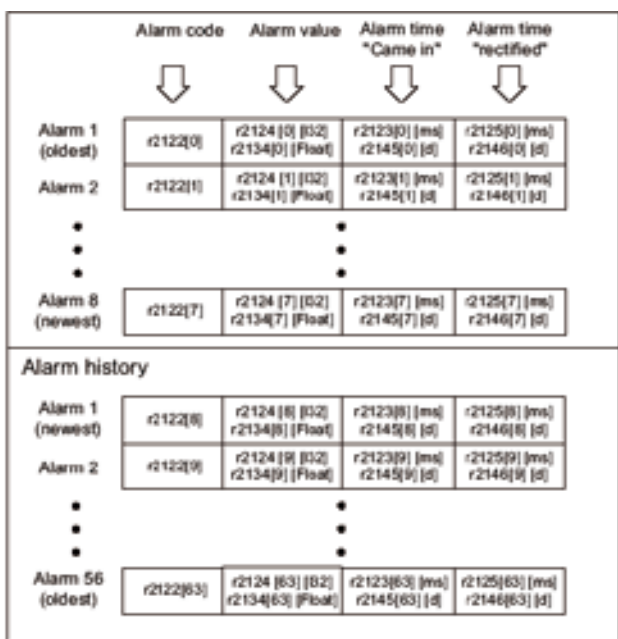 Alarm code Alarm value Alarm time "Came in" Alarm time "rectified"
Alarm 1 (oldest) r2122[0] r2124 [0] [I32] r2134[0] [Float] r2123[0] [ms] r2145[0] [d] r2125[0] [ms] r2146[0] [d]
Alarm 2 r2122[1] r2124 [1] [I32] r2134[1] [Float] r2123[1] [ms] r2145[1] [d] r2125[1] [ms] r2146[1] [d]
Alarm 8 (newest) r2122[7] r2124 [7] [I32] r2134[7] [Float] r2123[7] [ms] r2145[7] [d] r2125[7] [ms] r2146[7] [d]
Alarm history
Alarm 1 (newest) r2122[8] r2124 [8] [I32] r2134[8] [Float] r2123[8] [ms] r2145[8] [d] r2125[8] [ms] r2146[8] [d]
Alarm 2 r2122[9] r2124 [9] [I32] r2134[9] [Float] r2123[9] [ms] r2145[9] [d] r2125[9] [ms] r2146[9] [d]
Alarm 56 (oldest) r2122[63] r2124 [63] [I32] r2134[63] [Float] r2123[63] [ms] r2145[63] [d] r2125[63] [ms] r2146[63] [d]